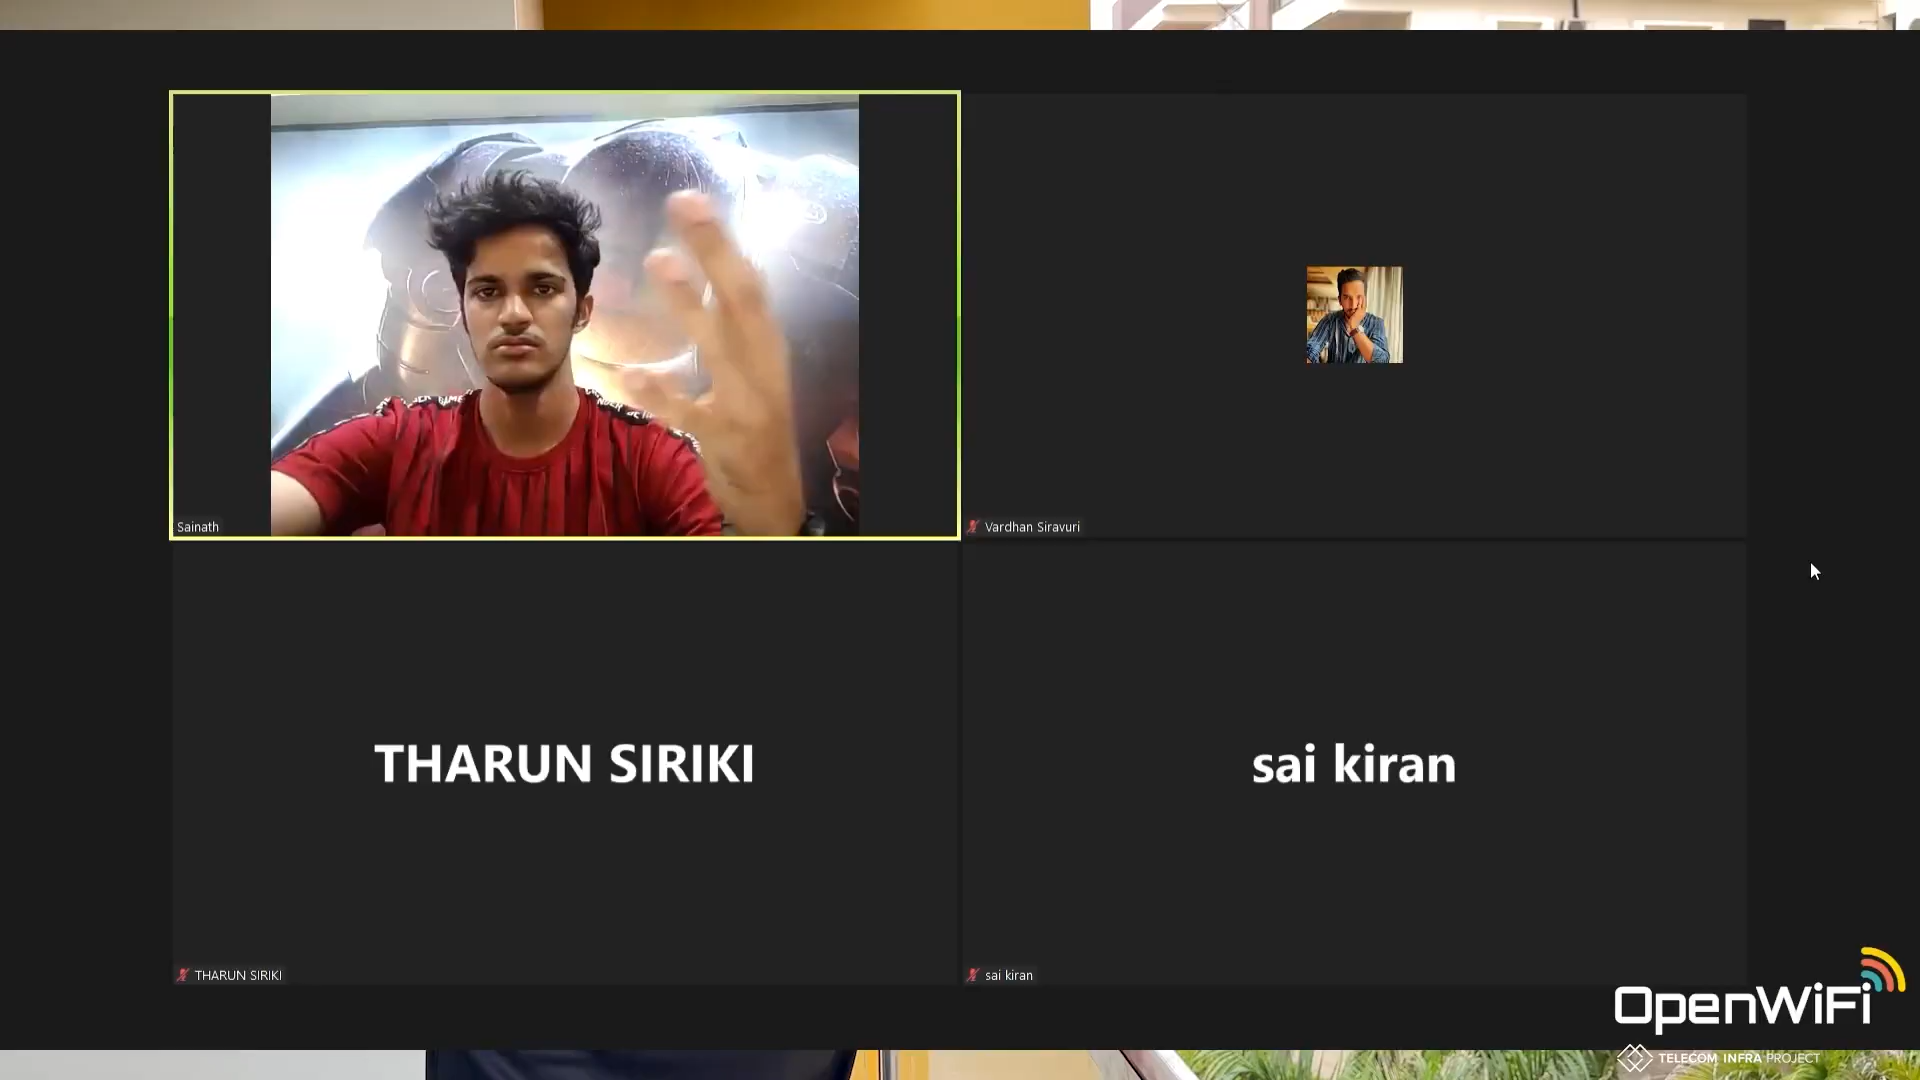 Sainath
Vardhan Siravuri
THARUN SIRIKI
sai kiran
THARUN SIRIKI
sai kiran
OpenWiFi
TELECOM INFRA PROJECT